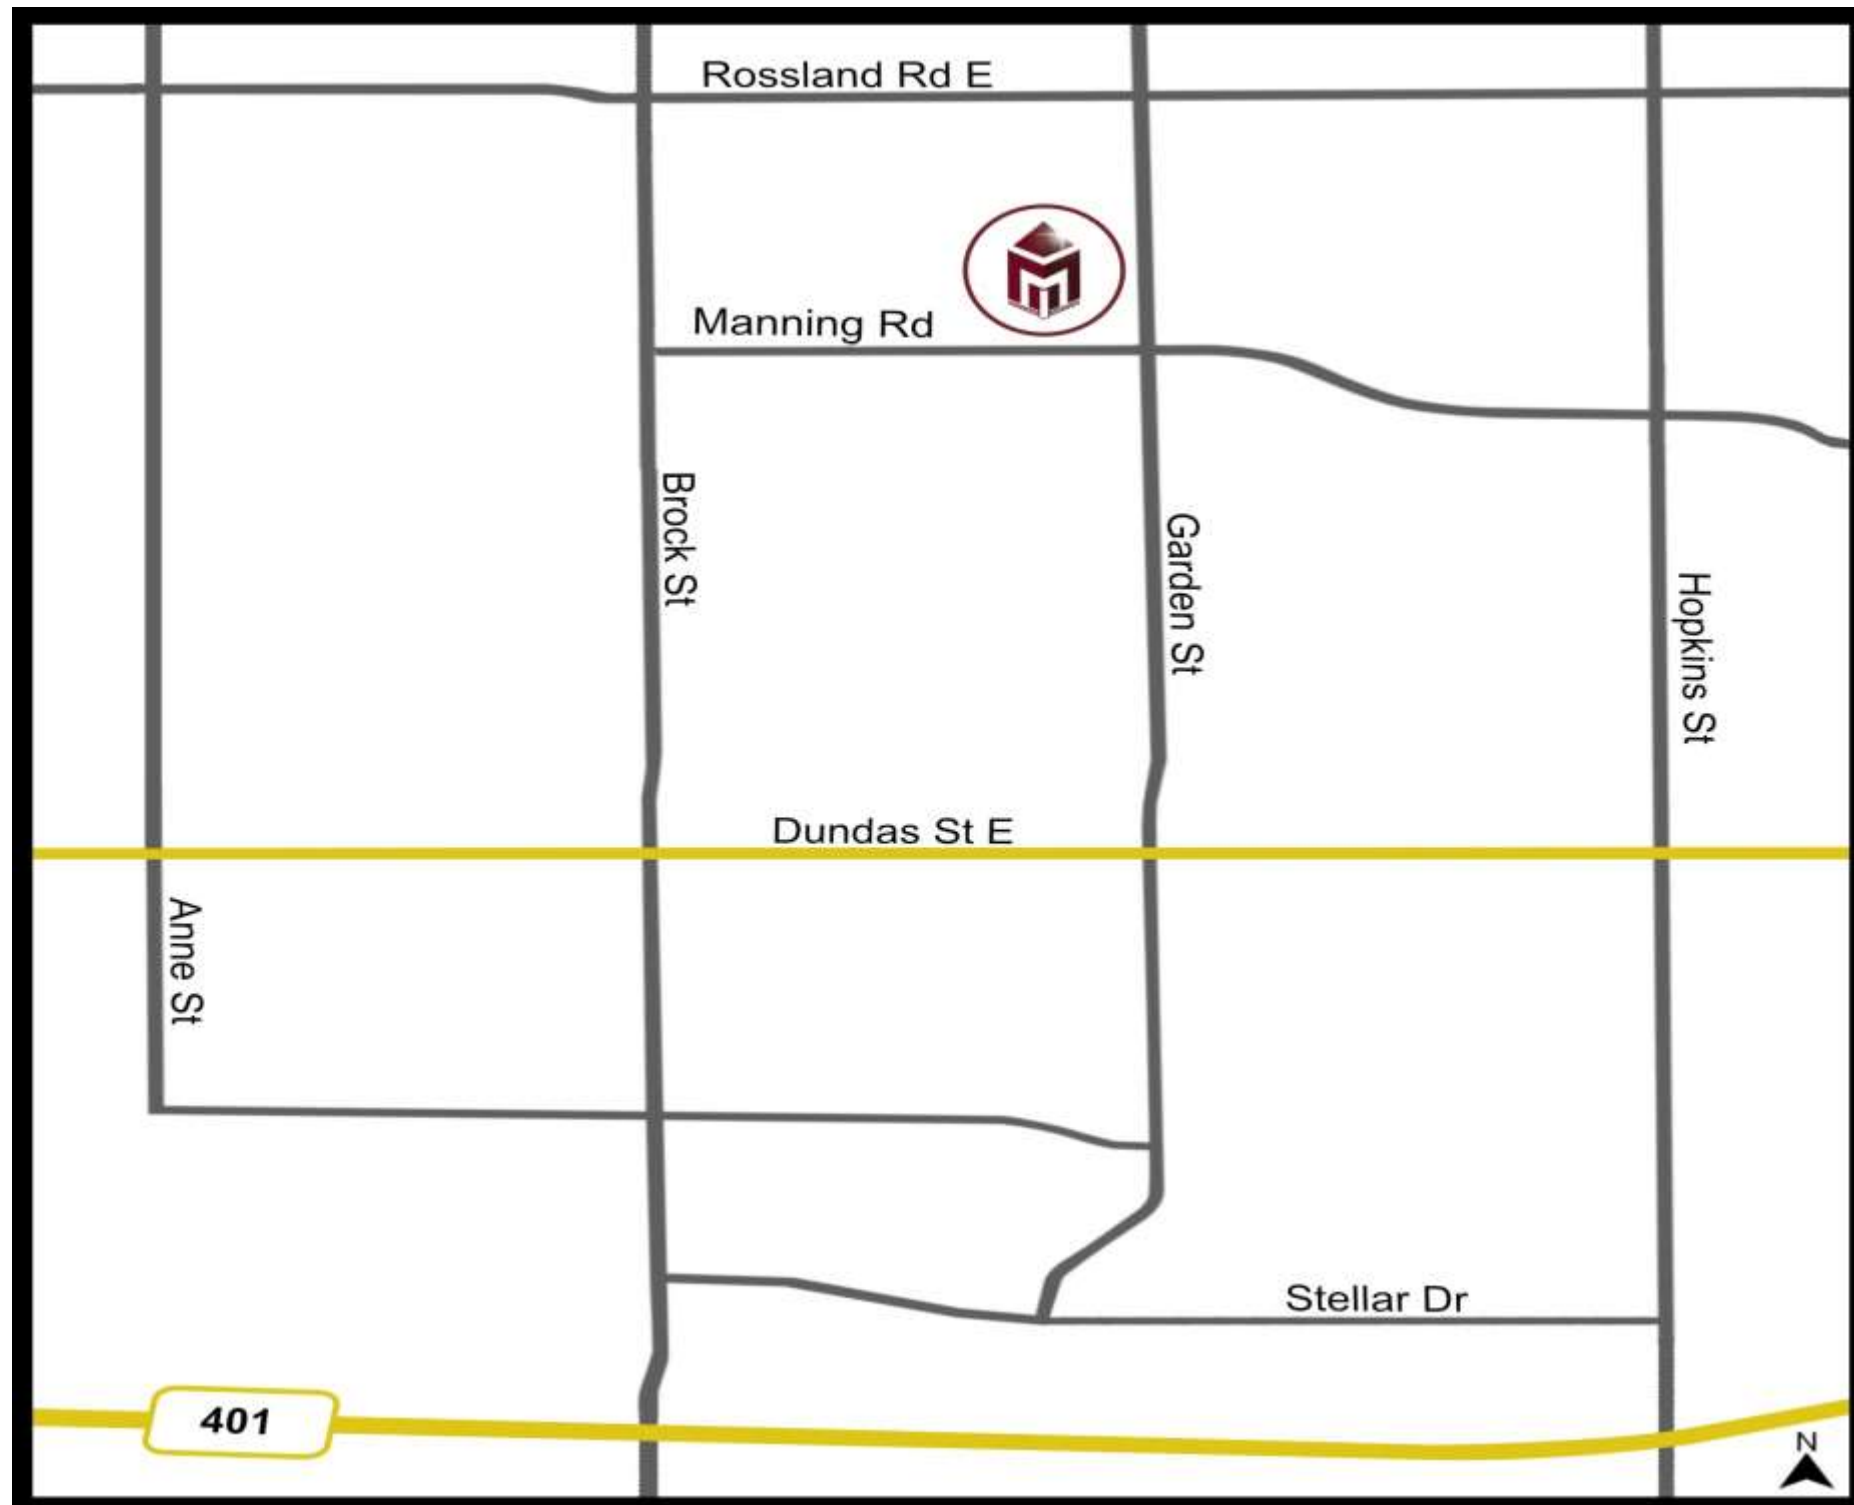 Rossland Rd E
Manning Rd
Brock St
Garden St
Hopkins St
Dundas St E
Anne St
Stellar Dr
401
N